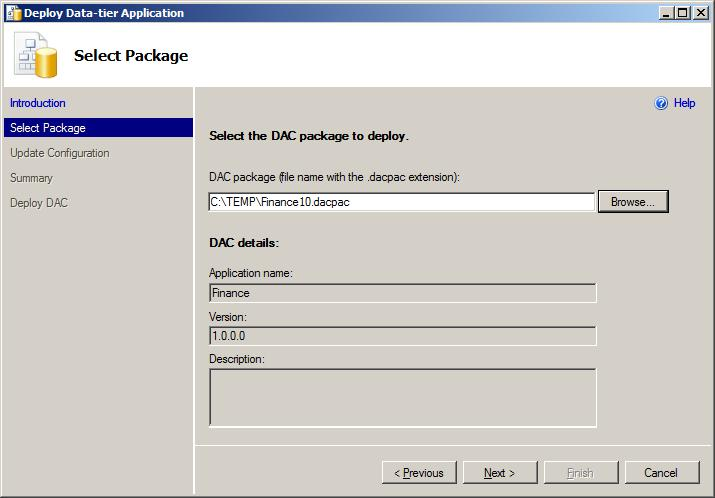 Deploy Data-tier Application
Select Package
Introduction
Select Package
Update Configuration
Summary
Deploy DAC
Help
Select the DAC package to deploy.
DAC package (file name with the .dacpac extension):
C:\TEMP\Finance10.dacpac
Browse...
DAC details:
Application name:
Finance
Version:
1.0.0.0
Description:
< Previous
Next >
Finish
Cancel